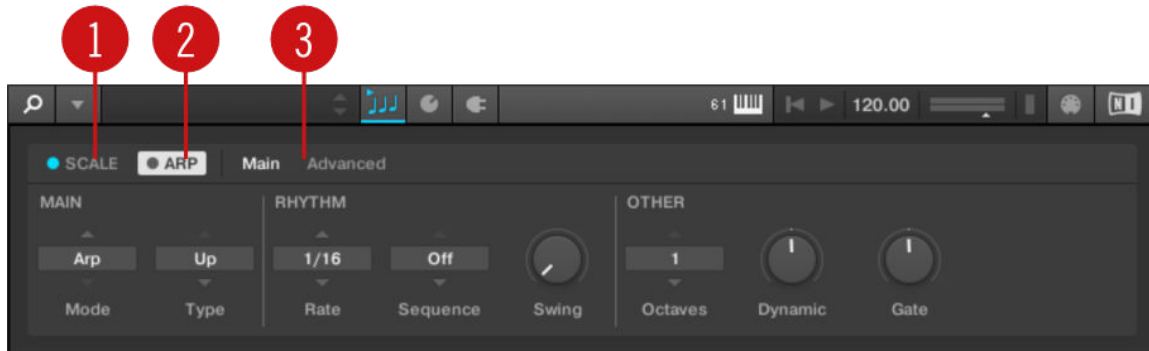 1 2 3
61 120.00 NI
SCALE ARP Main Advanced
MAIN RHYTHM OTHER
Arp Up 1/16 Off 1
Mode Type Rate Sequence Swing Octaves Dynamic Gate